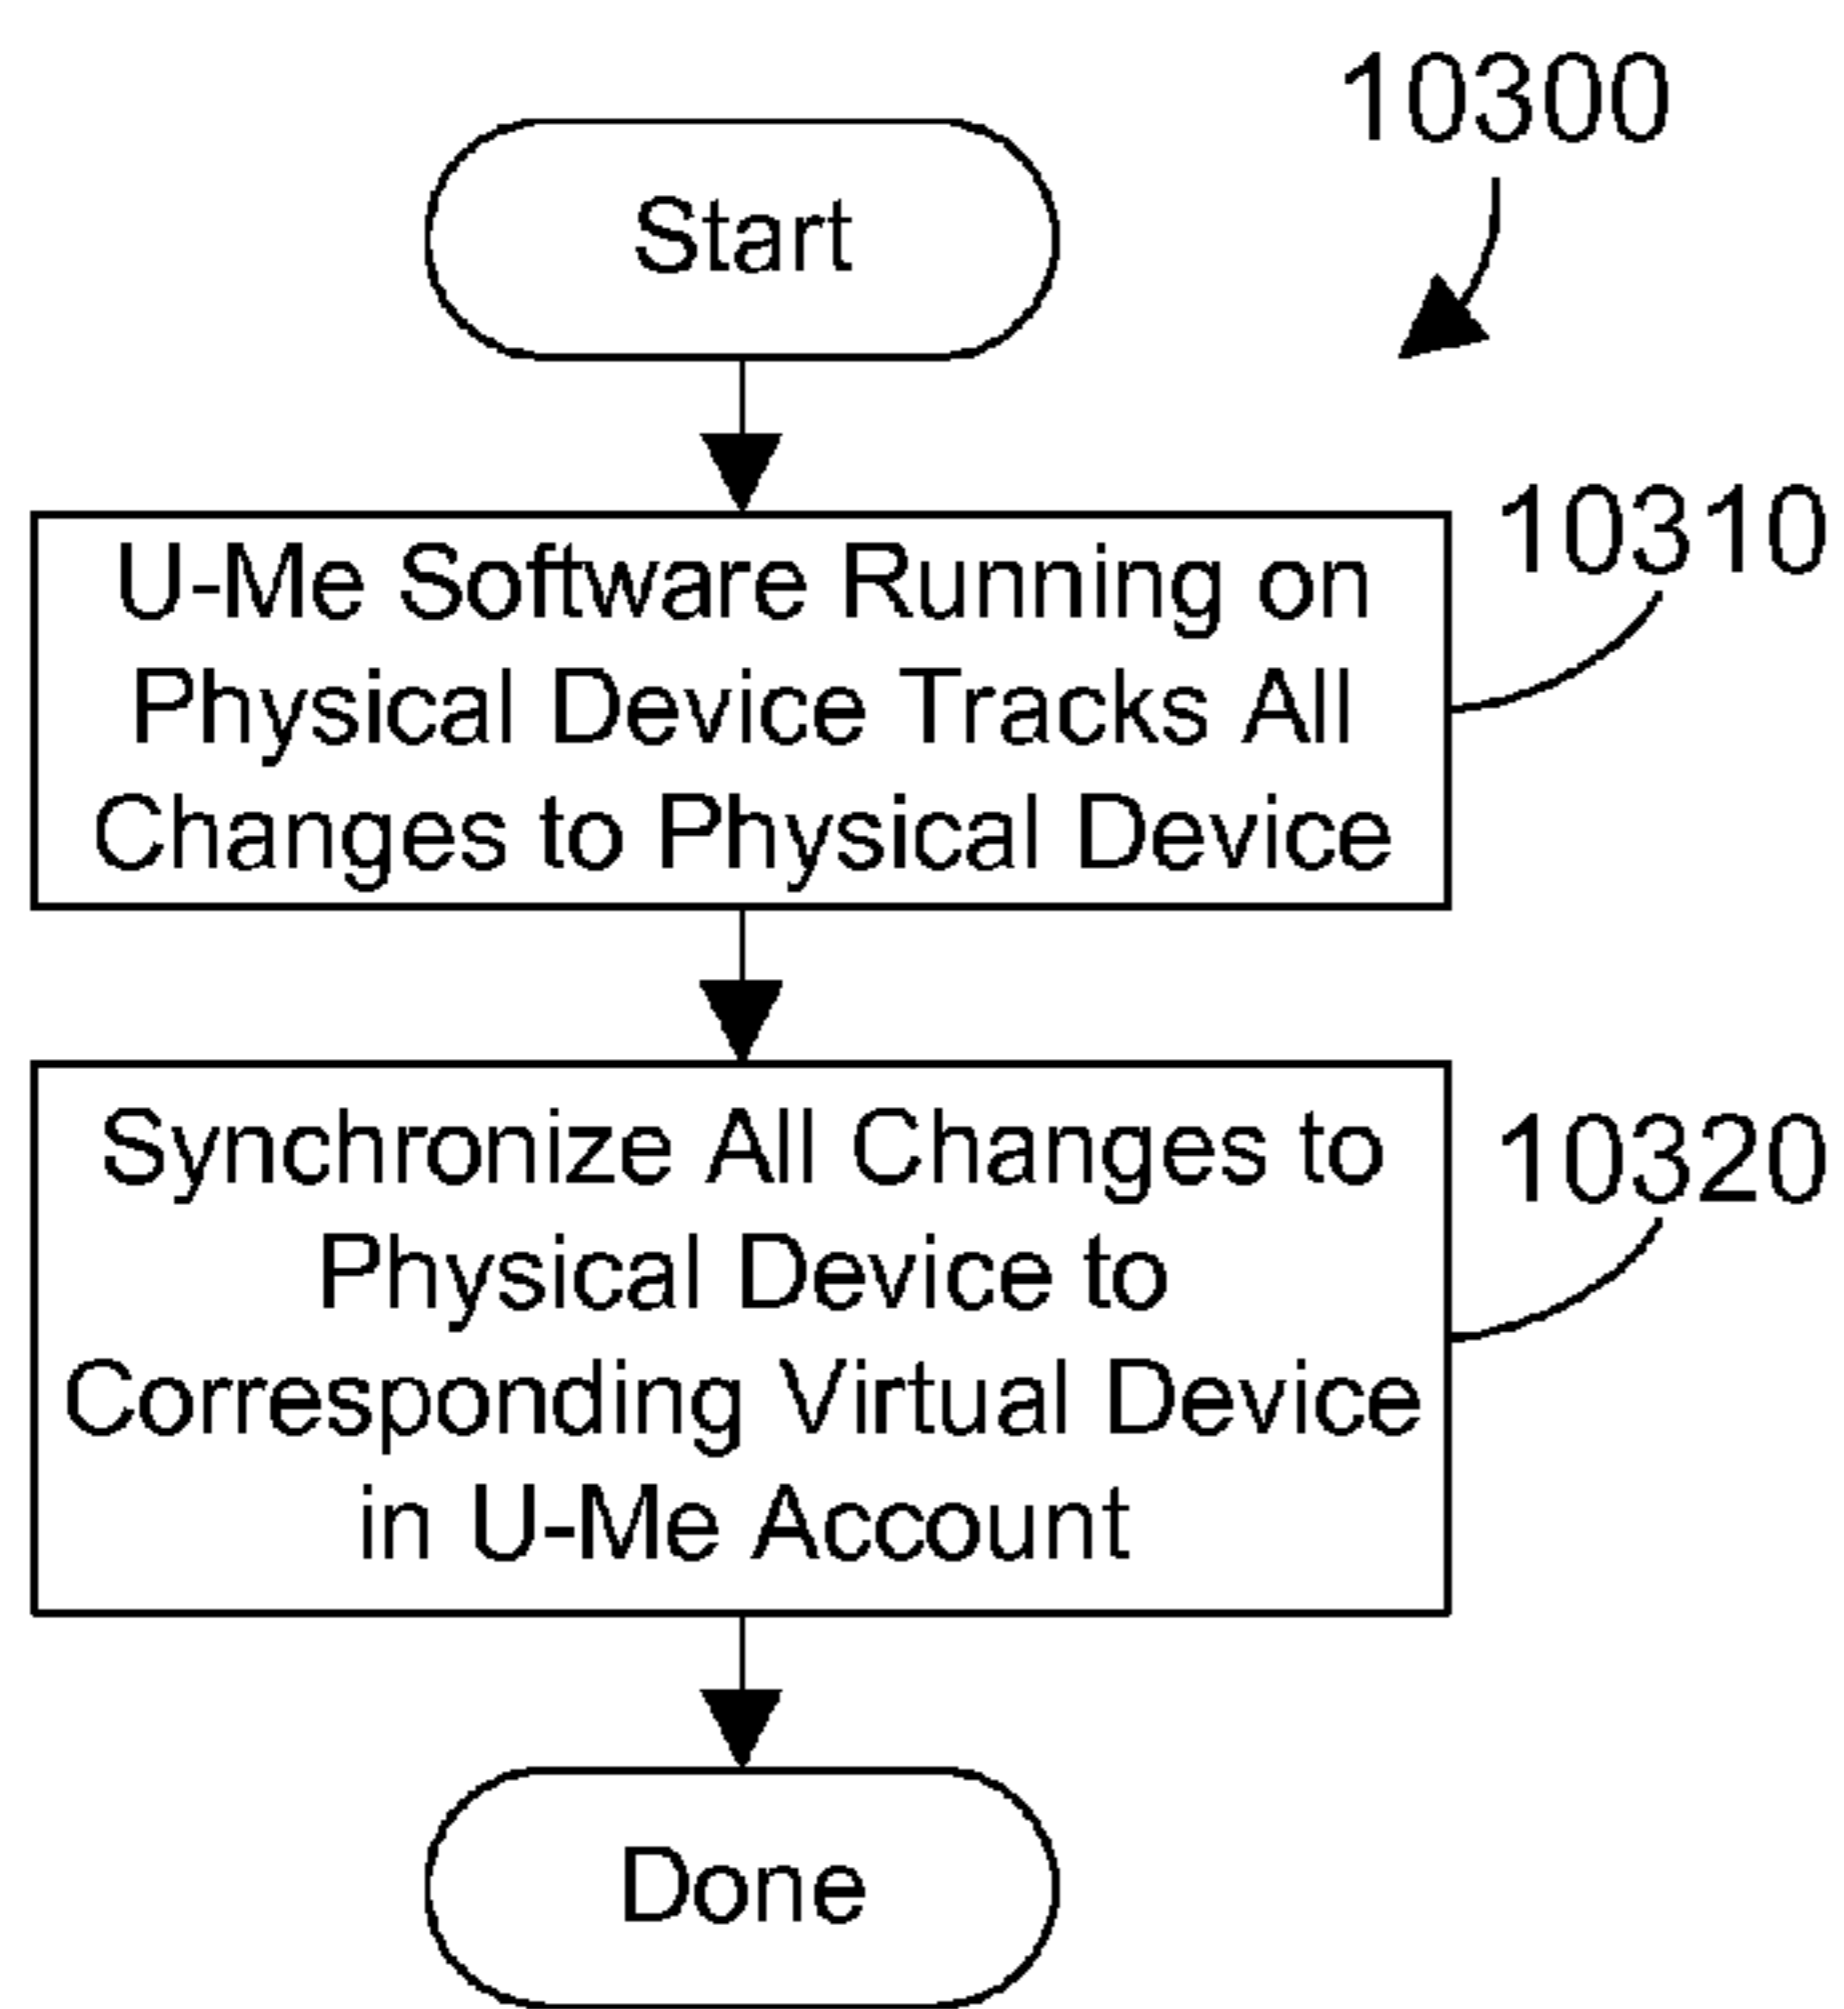 10300
Start
10310
U-Me Software Running on
Physical Device Tracks All
Changes to Physical Device
10320
Synchronize All Changes to
Physical Device to
Corresponding Virtual Device
in U-Me Account
Done